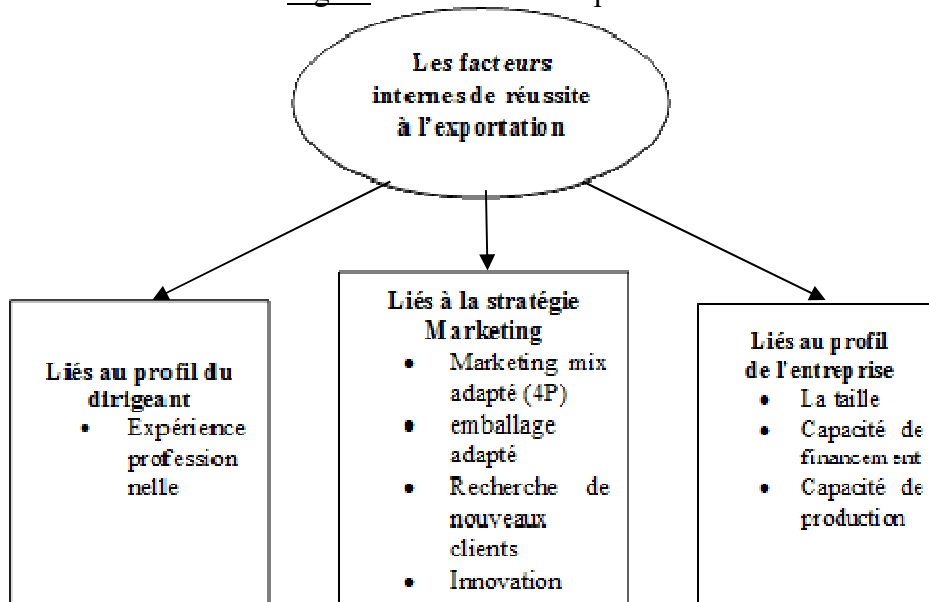 Les facteurs
internes de réussite
à l'exportation
Liés au profil du
dirigeant
• Expérience
profession
nelle
Liés à la stratégie
Marketing
• Marketing mix
adapté (4P)
• emballage
adapté
• Recherche de
nouveaux
clients
• Innovation
Liés au profil
de l'entreprise
• La taille
• Capacité de
financement
• Capacité de
production